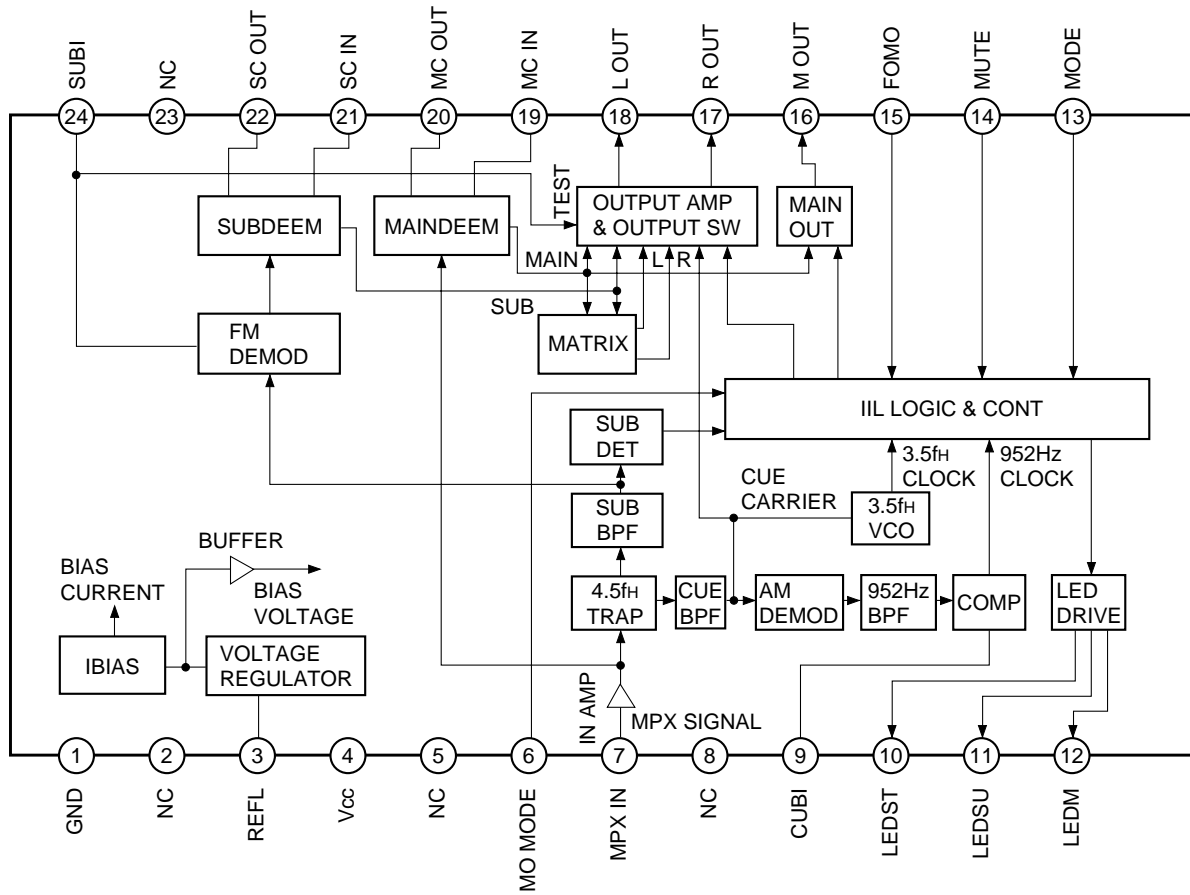 SUBI
NC
SC OUT
SC IN
MC OUT
MC IN
L OUT
R OUT
M OUT
FOMO
MUTE
MODE
24
23
22
21
20
19
18
17
16
15
14
13
TEST
SUBDEEM
MAINDEEM
OUTPUT AMP
& OUTPUT SW
MAIN
OUT
MAIN
L
R
SUB
FM
DEMOD
MATRIX
IIL LOGIC & CONT
SUB
DET
3.5fH
CLOCK
952Hz
CLOCK
CUE
CARRIER
SUB
BPF
3.5fH
VCO
BUFFER
BIAS
CURRENT
BIAS
VOLTAGE
4.5fH
TRAP
CUE
BPF
AM
DEMOD
952Hz
BPF
COMP
LED
DRIVE
IBIAS
VOLTAGE
REGULATOR
IN AMP
MPX SIGNAL
1
2
3
4
5
6
7
8
9
10
11
12
GND
NC
REFL
Vcc
NC
MO MODE
MPX IN
NC
CUBI
LEDST
LEDSU
LEDM